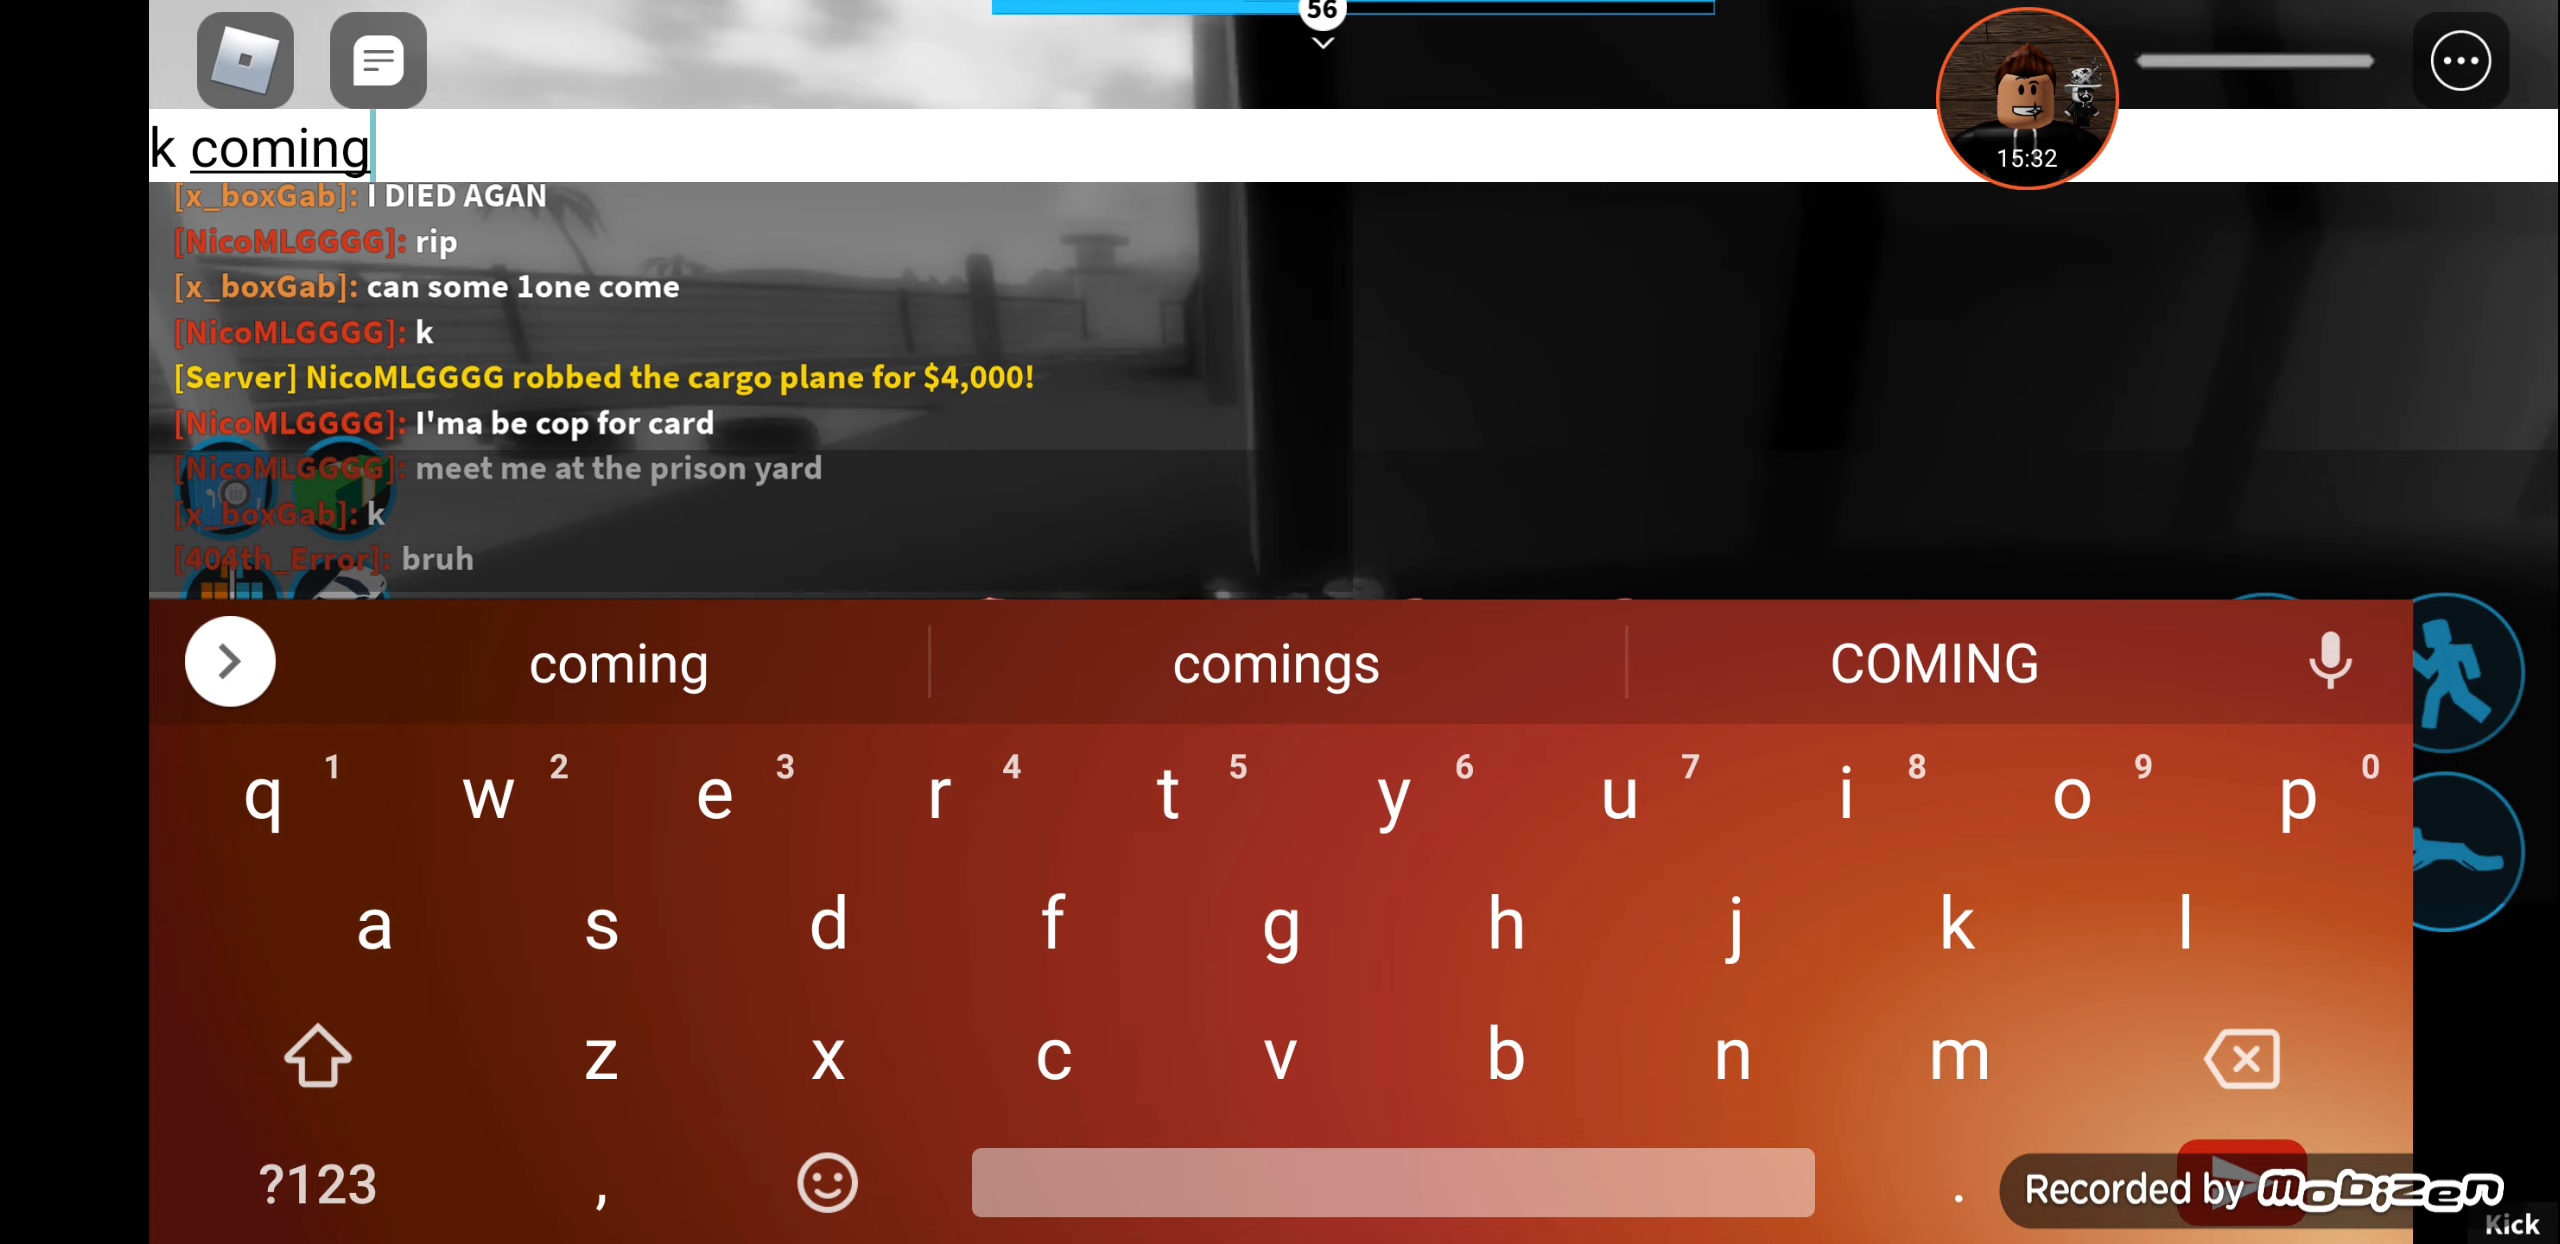 56
15:32
k coming
[x_boxGab]: I DIED AGAN
[NicoMLGGGG]: rip
[x_boxGab]: can some 1one come
[NicoMLGGGG]: k
[Server] NicoMLGGGG robbed the cargo plane for $4,000!
[NicoMLGGGG]: I'ma be cop for card
[NicoMLGGGG]: meet me at the prison yard
[x_boxGab]: k
[404th_Error]: bruh
coming comings COMING
q 1 w 2 e 3 r 4 t 5 y 6 u 7 i 8 o 9 p 0
a s d f g h j k l
z x c v b n m
?123 , .
Recorded by mobizen
Kick